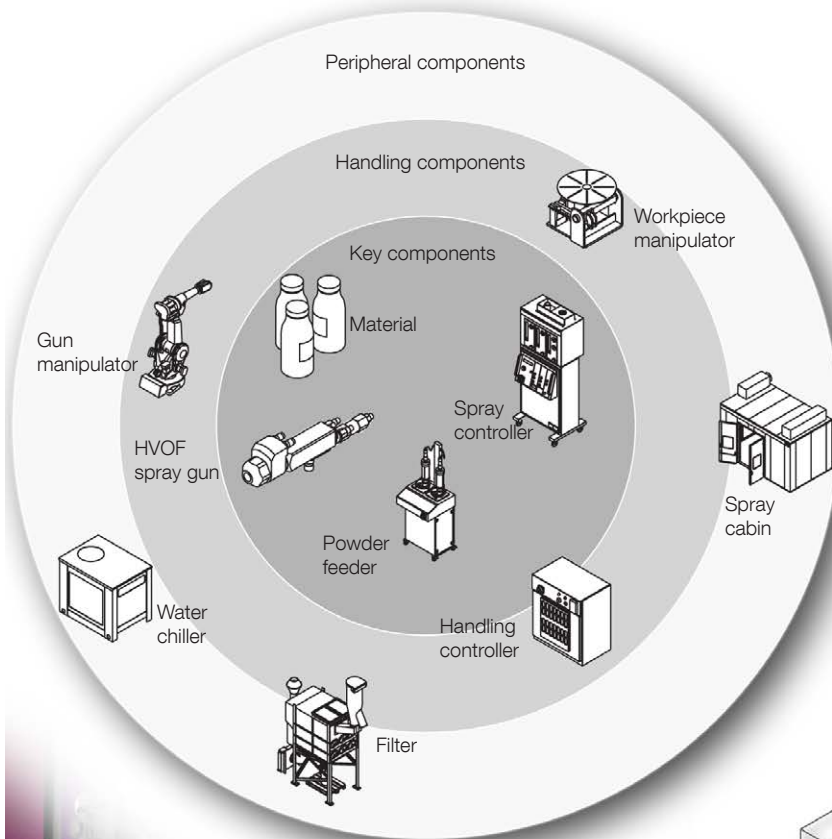 Peripheral components
Handling components
Workpiece
manipulator
Key components
Material
Gun
manipulator
Spray
controller
HVOF
spray gun
Spray
cabin
Powder
feeder
Water
chiller
Handling
controller
Filter